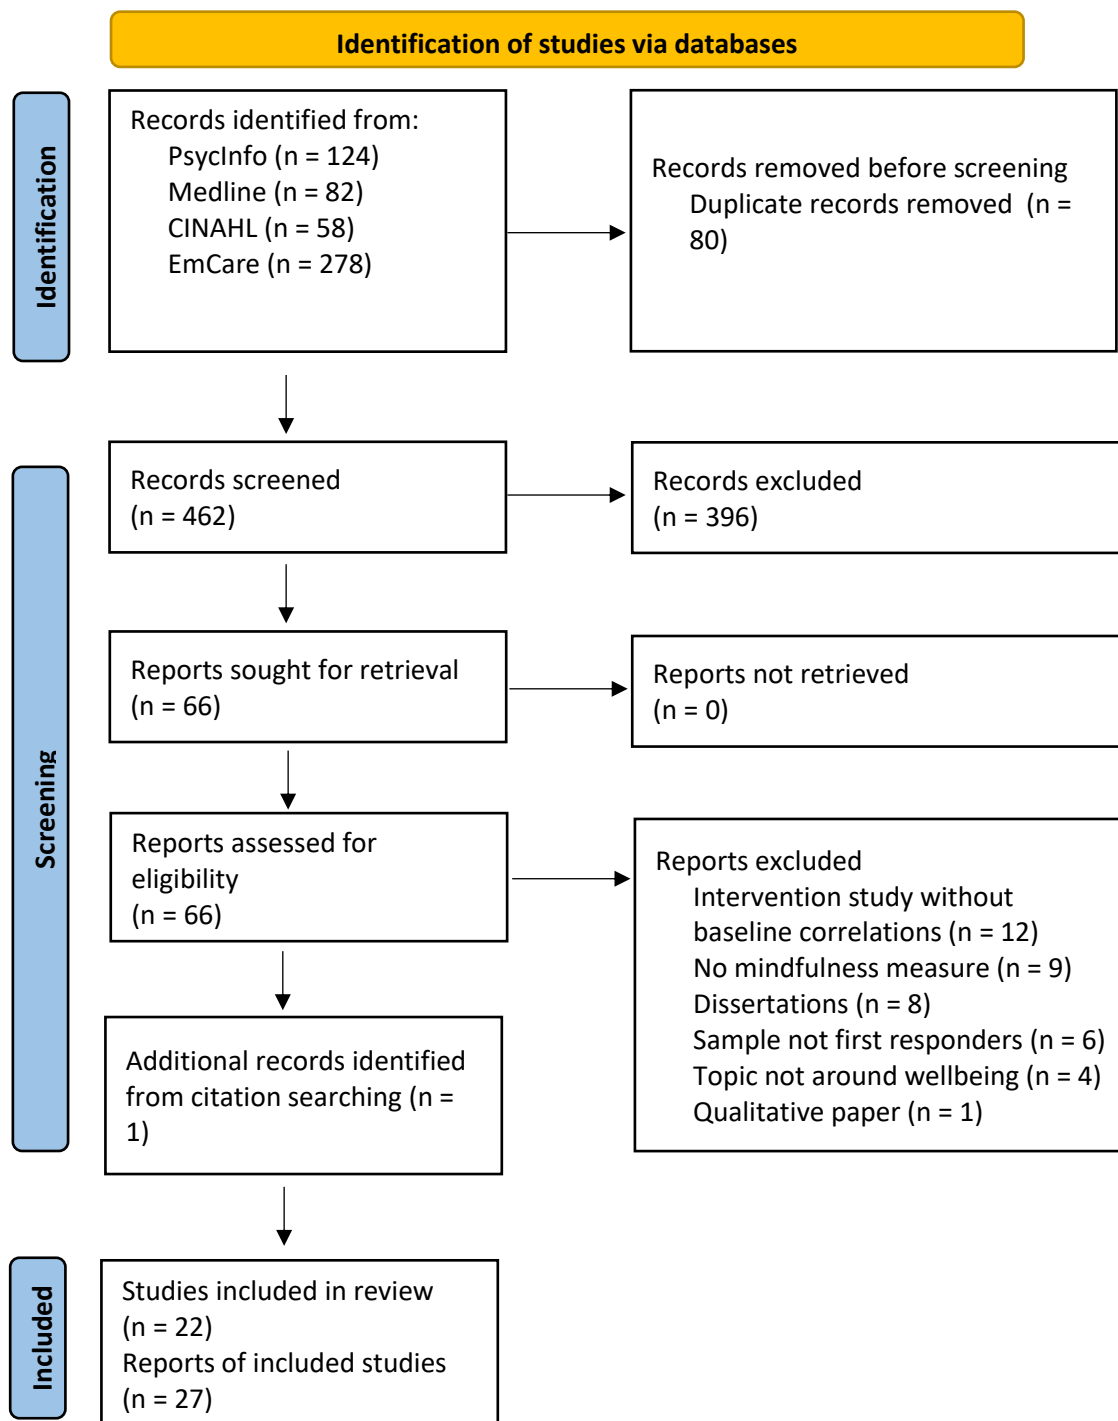 Identification of studies via databases
Identification
Records identified from:
PsycInfo (n = 124)
Medline (n = 82)
CINAHL (n = 58)
EmCare (n = 278)
Records removed before screening
Duplicate records removed (n =
80)
Screening
Records screened
(n = 462)
Records excluded
(n = 396)
Reports sought for retrieval
(n = 66)
Reports not retrieved
(n = 0)
Reports assessed for
eligibility
(n = 66)
Reports excluded
Intervention study without
baseline correlations (n = 12)
No mindfulness measure (n = 9)
Dissertations (n = 8)
Sample not first responders (n = 6)
Topic not around wellbeing (n = 4)
Qualitative paper (n = 1)
Additional records identified
from citation searching (n =
1)
Included
Studies included in review
(n = 22)
Reports of included studies
(n = 27)